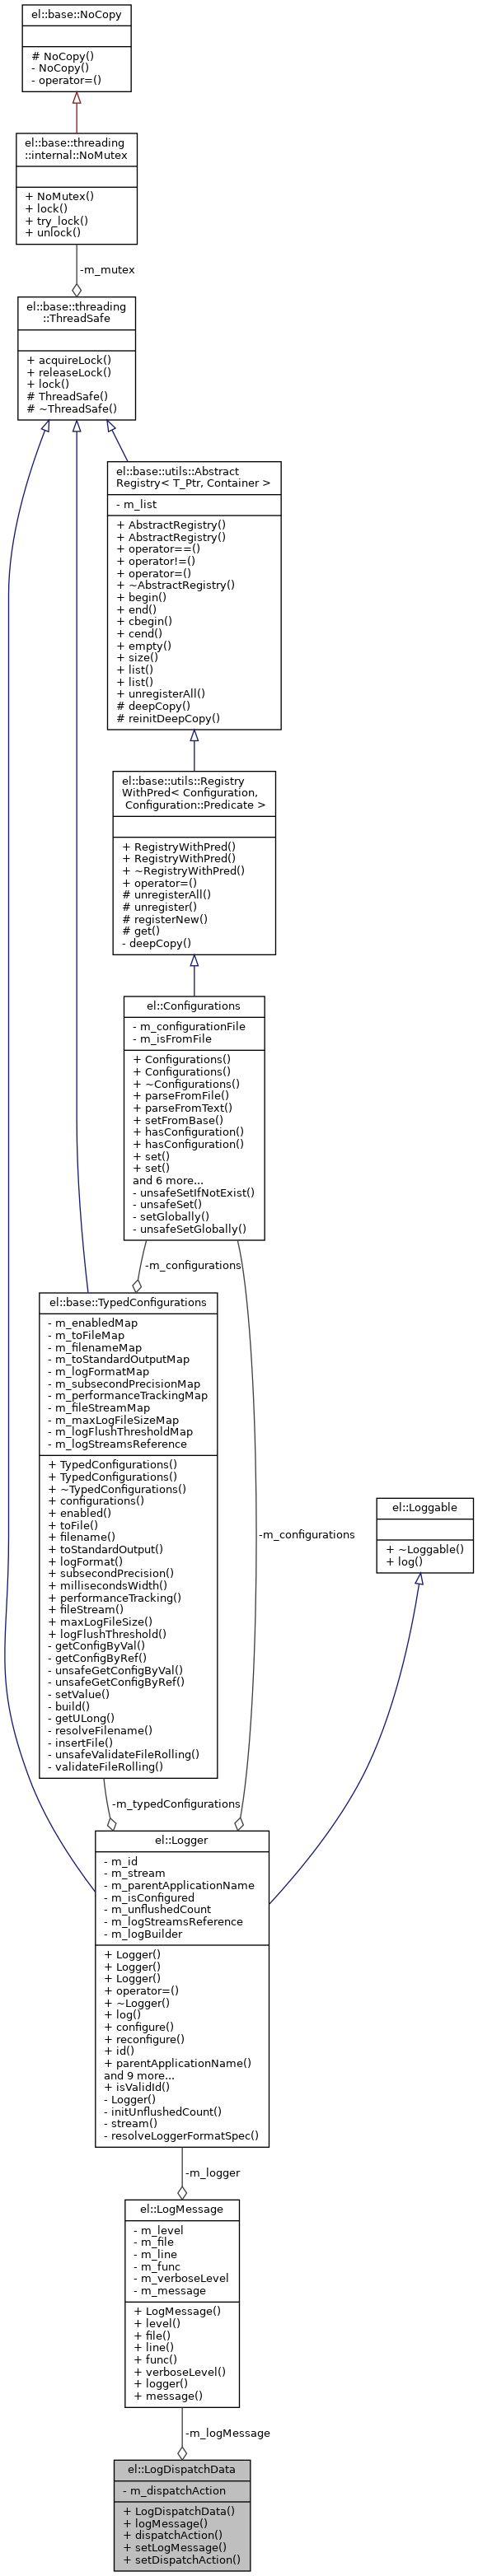 el::base::NoCopy
# NoCopy()
- NoCopy()
- operator=()
el::base::threading
::internal::NoMutex
+ NoMutex()
+ lock()
+ try_lock()
+ unlock()
-m_mutex
el::base::threading
::ThreadSafe
+ acquireLock()
+ releaseLock()
+ lock()
# ThreadSafe()
# ~ThreadSafe()
el::base::utils::Abstract
Registry< T_Ptr, Container >
- m_list
+ AbstractRegistry()
+ AbstractRegistry()
+ operator==()
+ operator!=()
+ operator=()
+ ~AbstractRegistry()
+ begin()
+ end()
+ cbegin()
+ cend()
+ empty()
+ size()
+ list()
+ list()
+ unregisterAll()
# deepCopy()
# reinitDeepCopy()
el::base::utils::Registry
WithPred< Configuration,
Configuration::Predicate >
+ RegistryWithPred()
+ RegistryWithPred()
+ ~RegistryWithPred()
+ operator=()
# unregisterAll()
# unregister()
# registerNew()
# get()
- deepCopy()
el::Configurations
- m_configurationFile
- m_isFromFile
+ Configurations()
+ Configurations()
+ ~Configurations()
+ parseFromFile()
+ parseFromText()
+ setFromBase()
+ hasConfiguration()
+ hasConfiguration()
+ set()
+ set()
and 6 more...
- unsafeSetIfNotExist()
- unsafeSet()
- setGlobally()
- unsafeSetGlobally()
-m_configurations
el::base::TypedConfigurations
- m_enabledMap
- m_toFileMap
- m_filenameMap
- m_toStandardOutputMap
- m_logFormatMap
- m_subsecondPrecisionMap
- m_performanceTrackingMap
- m_fileStreamMap
- m_maxLogFileSizeMap
- m_logFlushThresholdMap
- m_logStreamsReference
+ TypedConfigurations()
+ TypedConfigurations()
+ ~TypedConfigurations()
+ configurations()
+ enabled()
+ toFile()
+ filename()
+ toStandardOutput()
+ logFormat()
+ subsecondPrecision()
+ millisecondsWidth()
+ performanceTracking()
+ fileStream()
+ maxLogFileSize()
+ logFlushThreshold()
- getConfigByVal()
- getConfigByRef()
- unsafeGetConfigByVal()
- unsafeGetConfigByRef()
- setValue()
- build()
- getULong()
- resolveFilename()
- insertFile()
- unsafeValidateFileRolling()
- validateFileRolling()
-m_configurations
el::Loggable
+ ~Loggable()
+ log()
-m_typedConfigurations
el::Logger
- m_id
- m_stream
- m_parentApplicationName
- m_isConfigured
- m_unflushedCount
- m_logStreamsReference
- m_logBuilder
+ Logger()
+ Logger()
+ Logger()
+ operator=()
+ ~Logger()
+ log()
+ configure()
+ reconfigure()
+ id()
+ parentApplicationName()
and 9 more...
+ isValidId()
- Logger()
- initUnflushedCount()
- stream()
- resolveLoggerFormatSpec()
-m_logger
el::LogMessage
- m_level
- m_file
- m_line
- m_func
- m_verboseLevel
- m_message
+ LogMessage()
+ level()
+ file()
+ line()
+ func()
+ verboseLevel()
+ logger()
+ message()
-m_logMessage
el::LogDispatchData
- m_dispatchAction
+ LogDispatchData()
+ logMessage()
+ dispatchAction()
+ setLogMessage()
+ setDispatchAction()